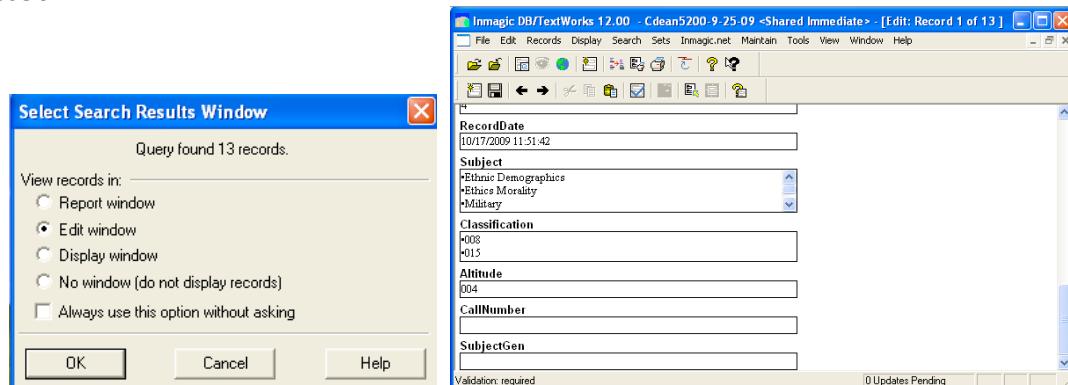 Select Search Results Window
Query found 13 records.
View records in:
Report window
Edit window
Display window
No window (do not display records)
Always use this option without asking
OK Cancel Help
Inmagic DB/TextWorks 12.00 - Cdean5200-9-25-09 <Shared Immediate> - [Edit: Record 1 of 13 ]
File Edit Records Display Search Sets Inmagic.net Maintain Tools View Window Help
4
RecordDate
10/17/2009 11:51:42
Subject
•Ethnic Demographics
•Ethics Morality
•Military
Classification
•008
•015
Altitude
004
CallNumber
SubjectGen
Validation: required 0 Updates Pending